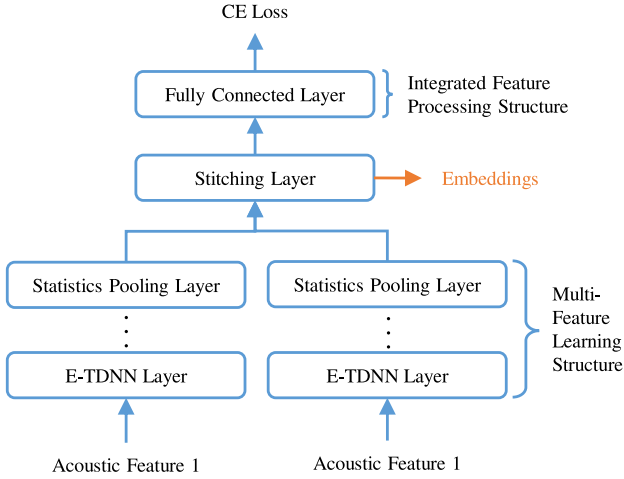 CE Loss
Fully Connected Layer
Integrated Feature
Processing Structure
Stitching Layer
Embeddings
Statistics Pooling Layer
Statistics Pooling Layer
Multi-
Feature
Learning
Structure
E-TDNN Layer
E-TDNN Layer
Acoustic Feature 1
Acoustic Feature 1